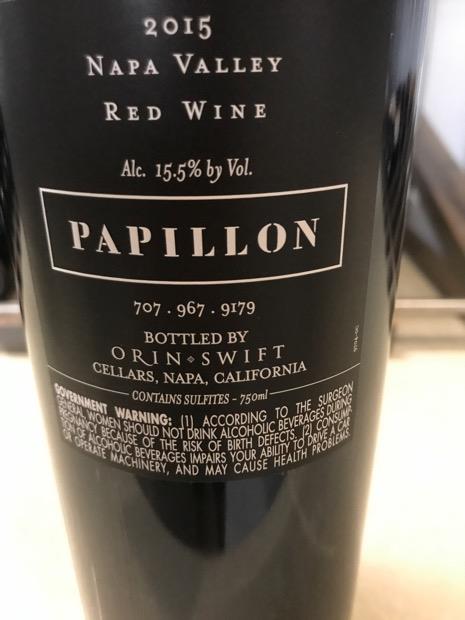 2015
NAPA VALLEY
RED WINE
Alc. 15.5% by Vol.
PAPILLON
707 . 967 . 9179
BOTTLED BY
ORIN ⋄ SWIFT
CELLARS, NAPA, CALIFORNIA
CONTAINS SULFITES - 750ml
GOVERNMENT WARNING: (1) ACCORDING TO THE SURGEON
GENERAL, WOMEN SHOULD NOT DRINK ALCOHOLIC BEVERAGES DURING
PREGNANCY BECAUSE OF THE RISK OF BIRTH DEFECTS. (2) CONSUMP-
TION OF ALCOHOLIC BEVERAGES IMPAIRS YOUR ABILITY TO DRIVE A CAR
OR OPERATE MACHINERY, AND MAY CAUSE HEALTH PROBLEMS.